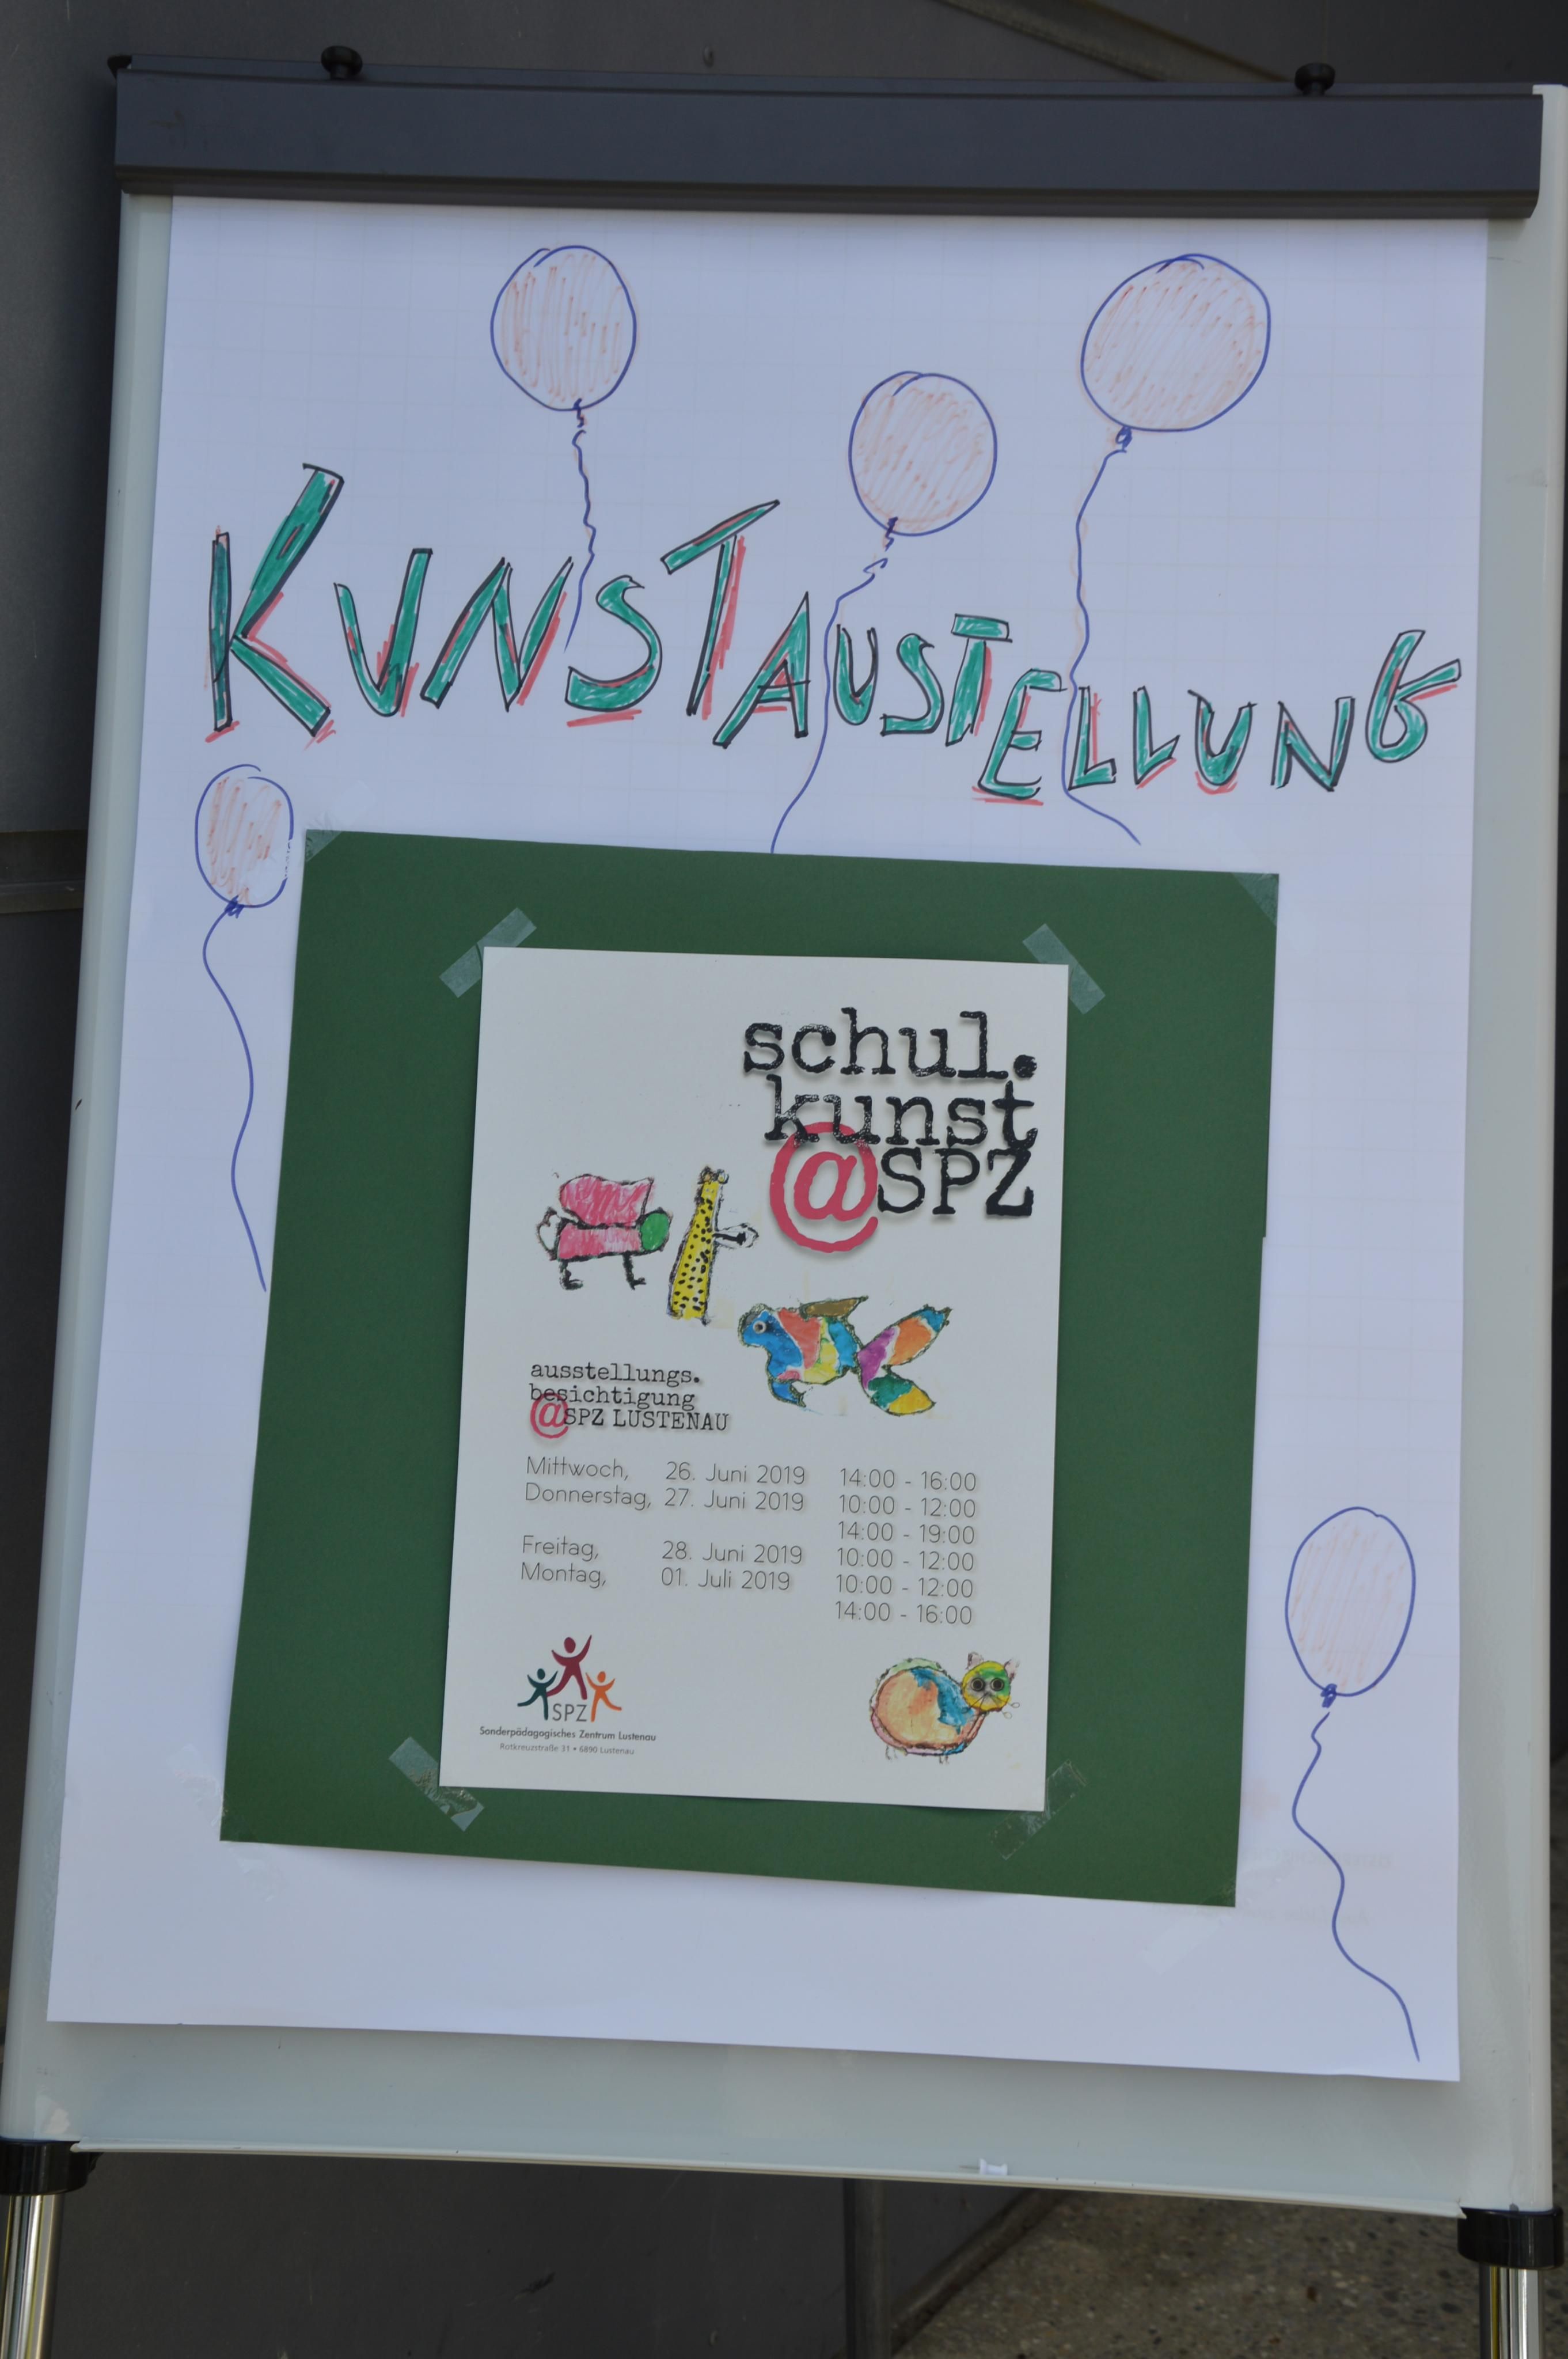 KUNSTAUSTELLUNG
schul.
kunst
@SPZ
ausstellungs.
besichtigung
@SPZ LUSTENAU
Mittwoch, 26. Juni 2019 14:00 - 16:00
Donnerstag, 27. Juni 2019 10:00 - 12:00
14:00 - 19:00
Freitag, 28. Juni 2019 10:00 - 12:00
Montag, 01. Juli 2019 10:00 - 12:00
14:00 - 16:00
SPZ
Sonderpädagogisches Zentrum Lustenau
Rotkreuzstraße 31 • 6890 Lustenau